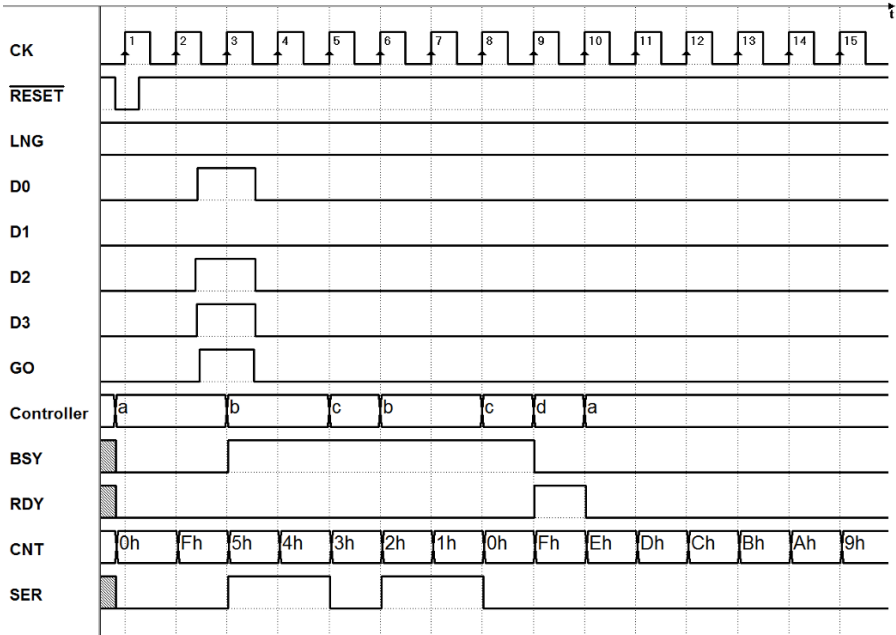 t
CK 1 2 3 4 5 6 7 8 9 10 11 12 13 14 15
RESET
LNG
D0
D1
D2
D3
GO
Controller a b c b c d a
BSY
RDY
CNT 0h Fh 5h 4h 3h 2h 1h 0h Fh Eh Dh Ch Bh Ah 9h
SER